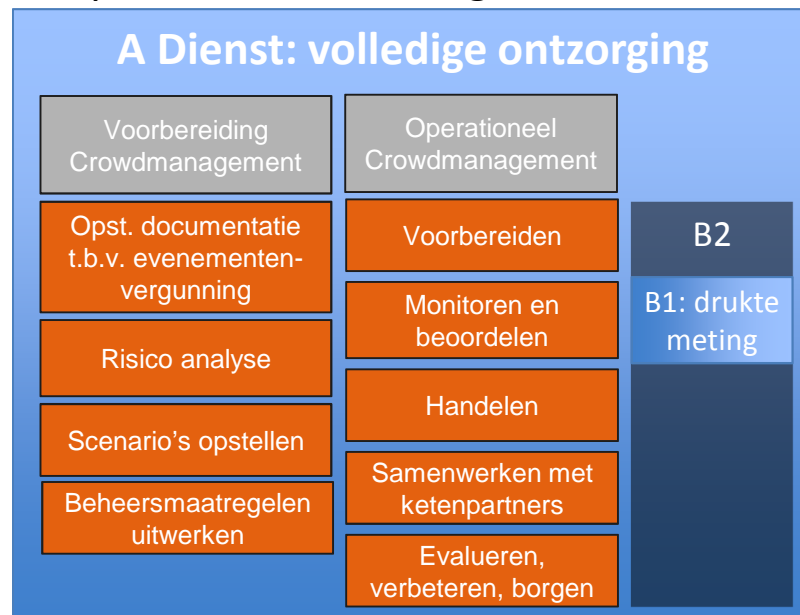 A Dienst: volledige ontzorging
Voorbereiding
Crowdmanagement
Opst. documentatie
t.b.v. evenementen-
vergunning
Risico analyse
Scenario's opstellen
Beheersmaatregelen
uitwerken
Operationeel
Crowdmanagement
Voorbereiden
Monitoren en
beoordelen
Handelen
Samenwerken met
ketenpartners
Evalueren,
verbeteren, borgen
B2
B1: drukte
meting